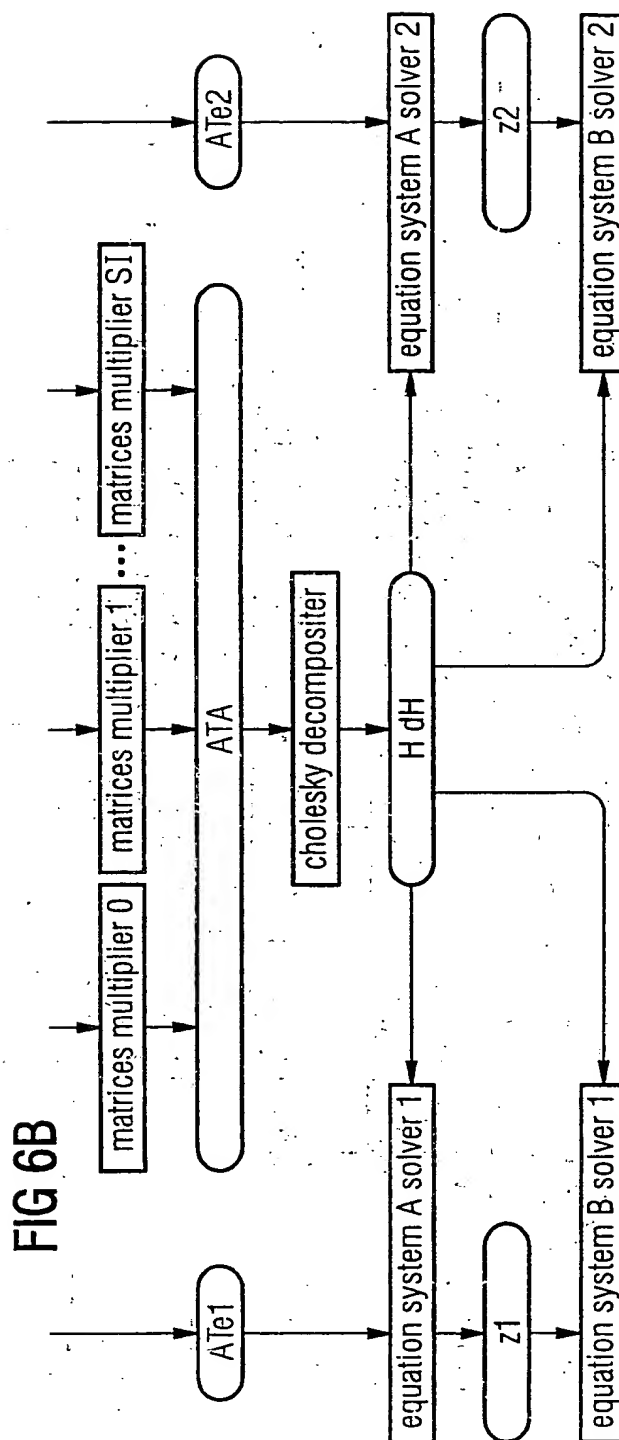 FIG 6B
matrices multiplier 0
matrices multiplier 1
...
matrices multiplier SI
ATe1
ATA
ATe2
cholesky decompositer
equation system A solver 1
H dH
equation system A solver 2
z1
z2
equation system B solver 1
equation system B solver 2